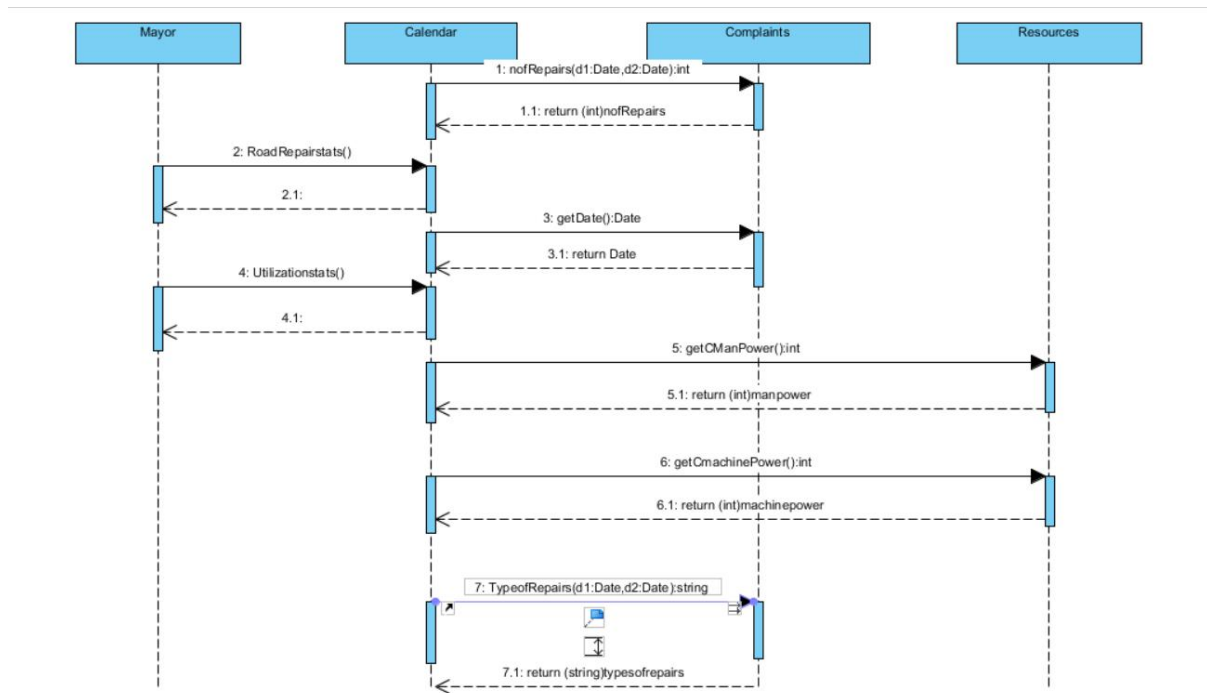 Mayor
Calendar
Complaints
Resources
1: nofRepairs(d1:Date,d2:Date):int
1.1: return (int)nofRepairs
2: RoadRepairstats()
2.1:
3: getDate():Date
3.1: return Date
4: Utilizationstats()
4.1:
5: getCManPower():int
5.1: return (int)manpower
6: getCmachinePower():int
6.1: return (int)machinepower
7: TypeofRepairs(d1:Date,d2:Date):string
7.1: return (string)typesofrepairs